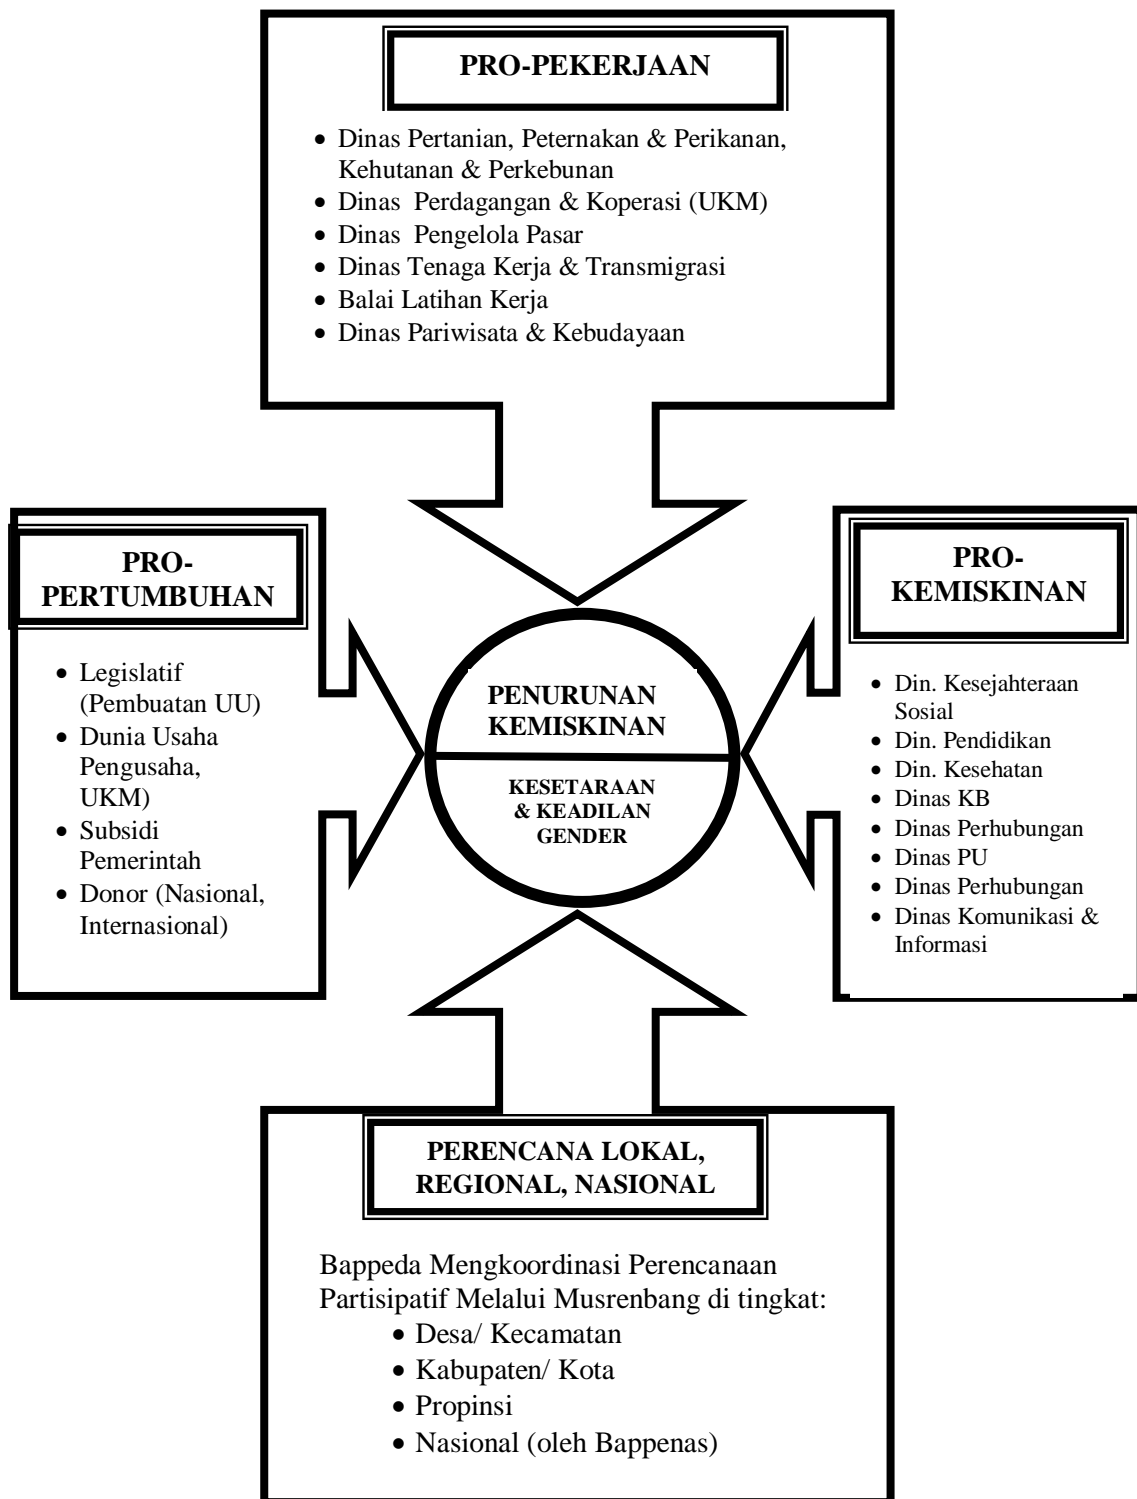 PRO-PEKERJAAN
• Dinas Pertanian, Peternakan & Perikanan,
Kehutanan & Perkebunan
• Dinas Perdagangan & Koperasi (UKM)
• Dinas Pengelola Pasar
• Dinas Tenaga Kerja & Transmigrasi
• Balai Latihan Kerja
• Dinas Pariwisata & Kebudayaan
PRO-
PERTUMBUHAN
• Legislatif
(Pembuatan UU)
• Dunia Usaha
Pengusaha,
UKM)
• Subsidi
Pemerintah
• Donor (Nasional,
Internasional)
PENURUNAN
KEMISKINAN
KESETARAAN
& KEADILAN
GENDER
PRO-
KEMISKINAN
• Din. Kesejahteraan
Sosial
• Din. Pendidikan
• Din. Kesehatan
• Dinas KB
• Dinas Perhubungan
• Dinas PU
• Dinas Perhubungan
• Dinas Komunikasi &
Informasi
PERENCANA LOKAL,
REGIONAL, NASIONAL
Bappeda Mengkoordinasi Perencanaan
Partisipatif Melalui Musrenbang di tingkat:
• Desa/ Kecamatan
• Kabupaten/ Kota
• Propinsi
• Nasional (oleh Bappenas)